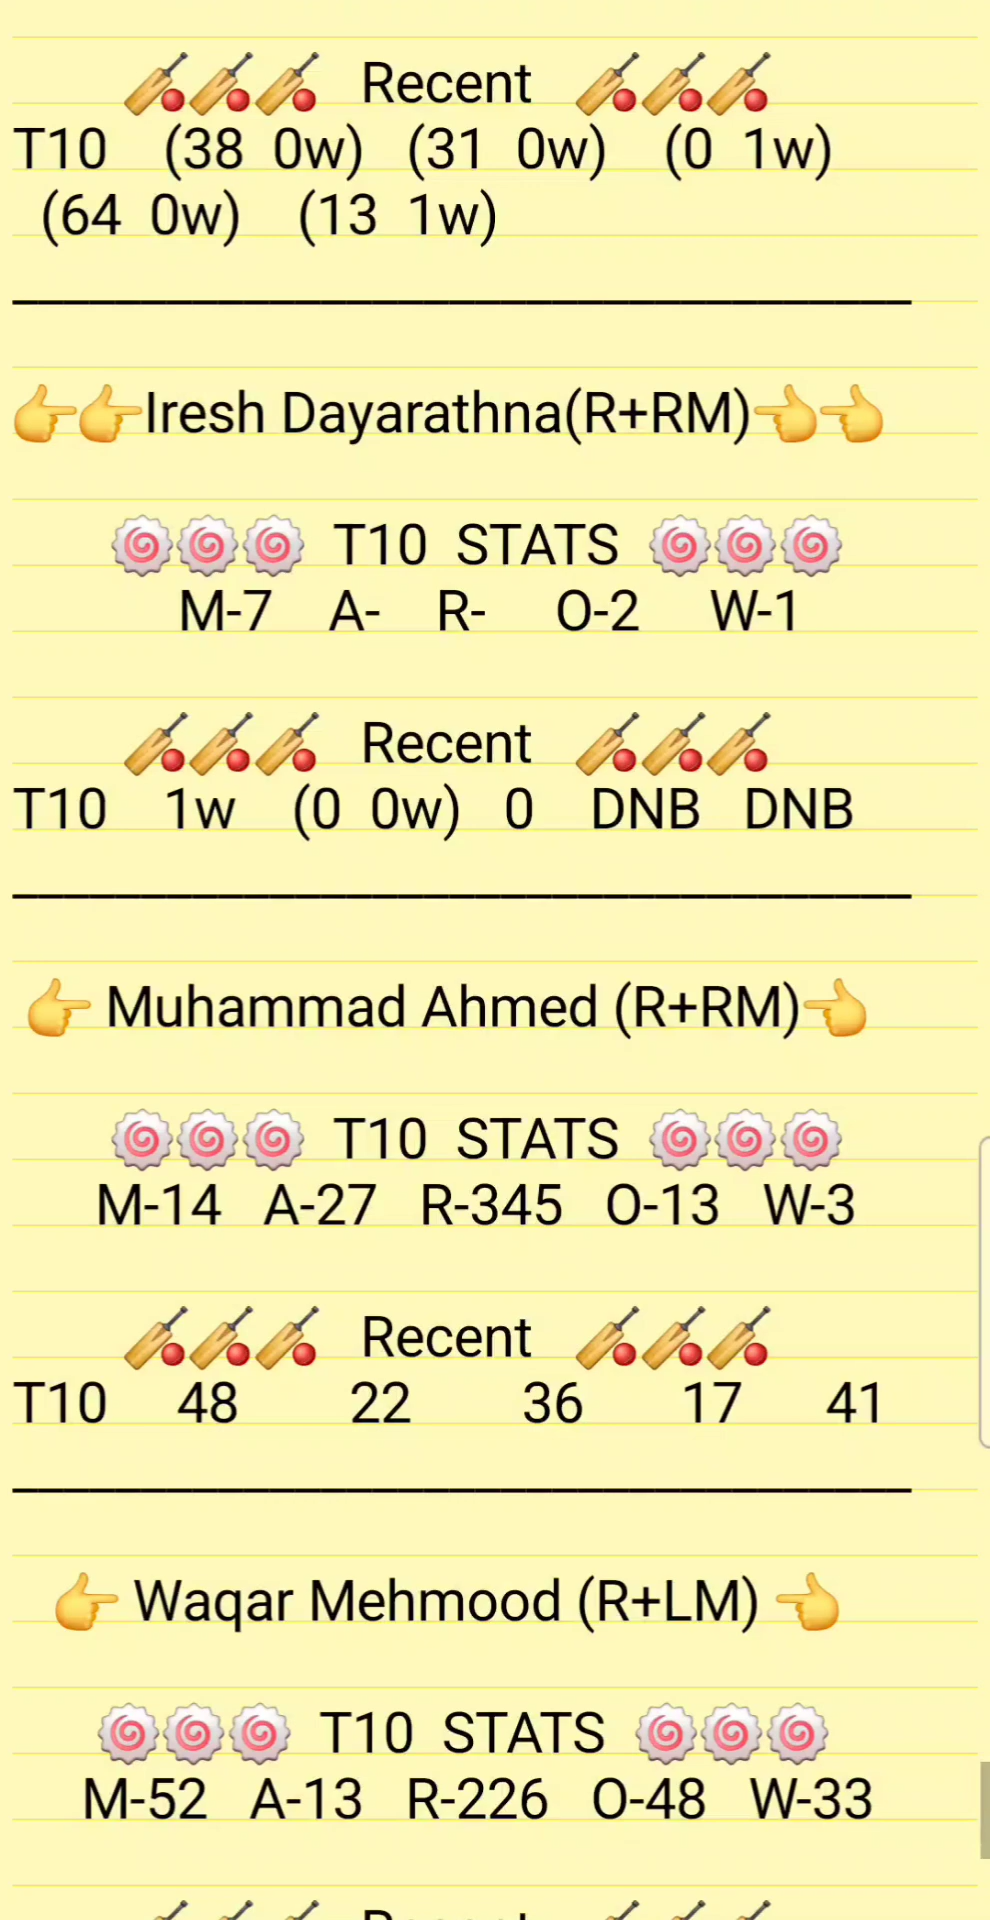 Recent
T10 (38 0w) (31 0w) (0 1w)
(64 0w) (13 1w)
Iresh Dayarathna(R+RM)
T10 STATS
M-7 A- R- O-2 W-1
Recent
T10 1w (0 0w) 0 DNB DNB
Muhammad Ahmed (R+RM)
T10 STATS
M-14 A-27 R-345 O-13 W-3
Recent
T10 48 22 36 17 41
Waqar Mehmood (R+LM)
T10 STATS
M-52 A-13 R-226 O-48 W-33